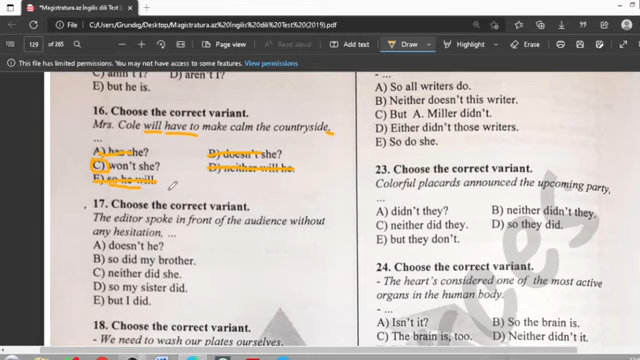 *Magistratura.az İngilis dili Test (
File
C:/Users/Grundig/Desktop/Magistratura.az%20İngilis%20dili%20Test%20(2019).pdf
129 of 265
Page view
Read aloud
Add text
Draw
Highlight
Erase
This file has limited permissions. You may not have access to some features. View permissions
C) amn't I? D) aren't I?
E) but he is.
16. Choose the correct variant.
Mrs. Cole will have to make calm the countryside,
...
A) has she? B) doesn't she?
C) won't she? D) neither will he.
E) so he will.
17. Choose the correct variant.
The editor spoke in front of the audience without
any hesitation, ...
A) doesn't he?
B) so did my brother.
C) neither did she.
D) so my sister did.
E) but I did.
18. Choose the correct variant.
- We need to wash our plates ourselves.
- ...
A) So all writers do.
B) Neither doesn't this writer.
C) But A. Miller didn't.
D) Either didn't those writers.
E) So do she.
23. Choose the correct variant.
Colorful placards announced the upcoming party,
...
A) didn't they? B) neither didn't they.
C) neither did they. D) so they did.
E) but they don't.
24. Choose the correct variant.
- The heart's considered one of the most active
organs in the human body.
- ...
A) Isn't it? B) So the brain is.
C) The brain is, too. D) Neither didn't it.